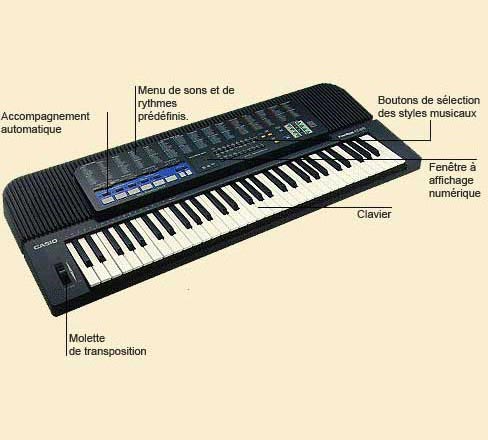 Menu de sons et de
rythmes
prédéfinis.
Accompagnement
automatique
Boutons de sélection
des styles musicaux
Fenêtre à
affichage
numérique
Clavier
CASIO
Molette
de transposition